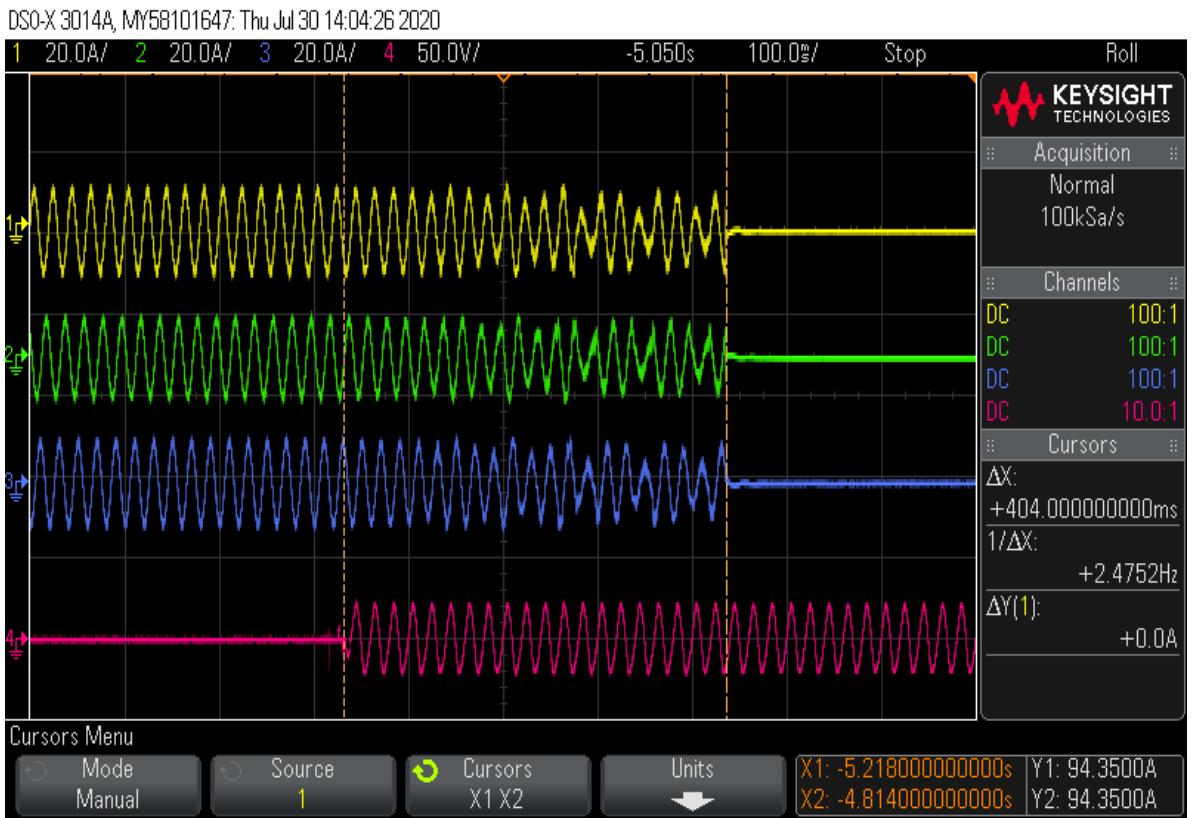 DSO-X 3014A, MY58101647: Thu Jul 30 14:04:26 2020
1 20.0A/ 2 20.0A/ 3 20.0A/ 4 50.0V/ -5.050s 100.0ms/ Stop Roll
KEYSIGHT
TECHNOLOGIES
Acquisition
Normal
100kSa/s
Channels
DC 100:1
DC 100:1
DC 100:1
DC 10.0:1
Cursors
ΔX:
+404.000000000ms
1/ΔX:
+2.4752Hz
ΔY(1):
+0.0A
1
2
3
4
Cursors Menu
Mode
Manual
Source
1
Cursors
X1 X2
Units
X1: -5.218000000000s Y1: 94.3500A
X2: -4.814000000000s Y2: 94.3500A